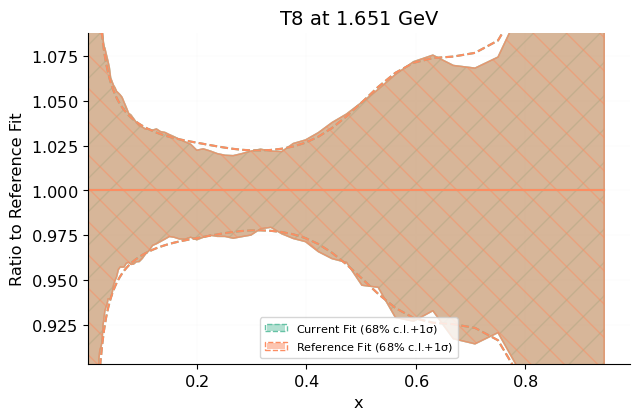 T8 at 1.651 GeV
Ratio to Reference Fit
1.075
1.050
1.025
1.000
0.975
0.950
0.925
Current Fit (68% c.l.+1σ)
Reference Fit (68% c.l.+1σ)
0.2 0.4 0.6 0.8
x